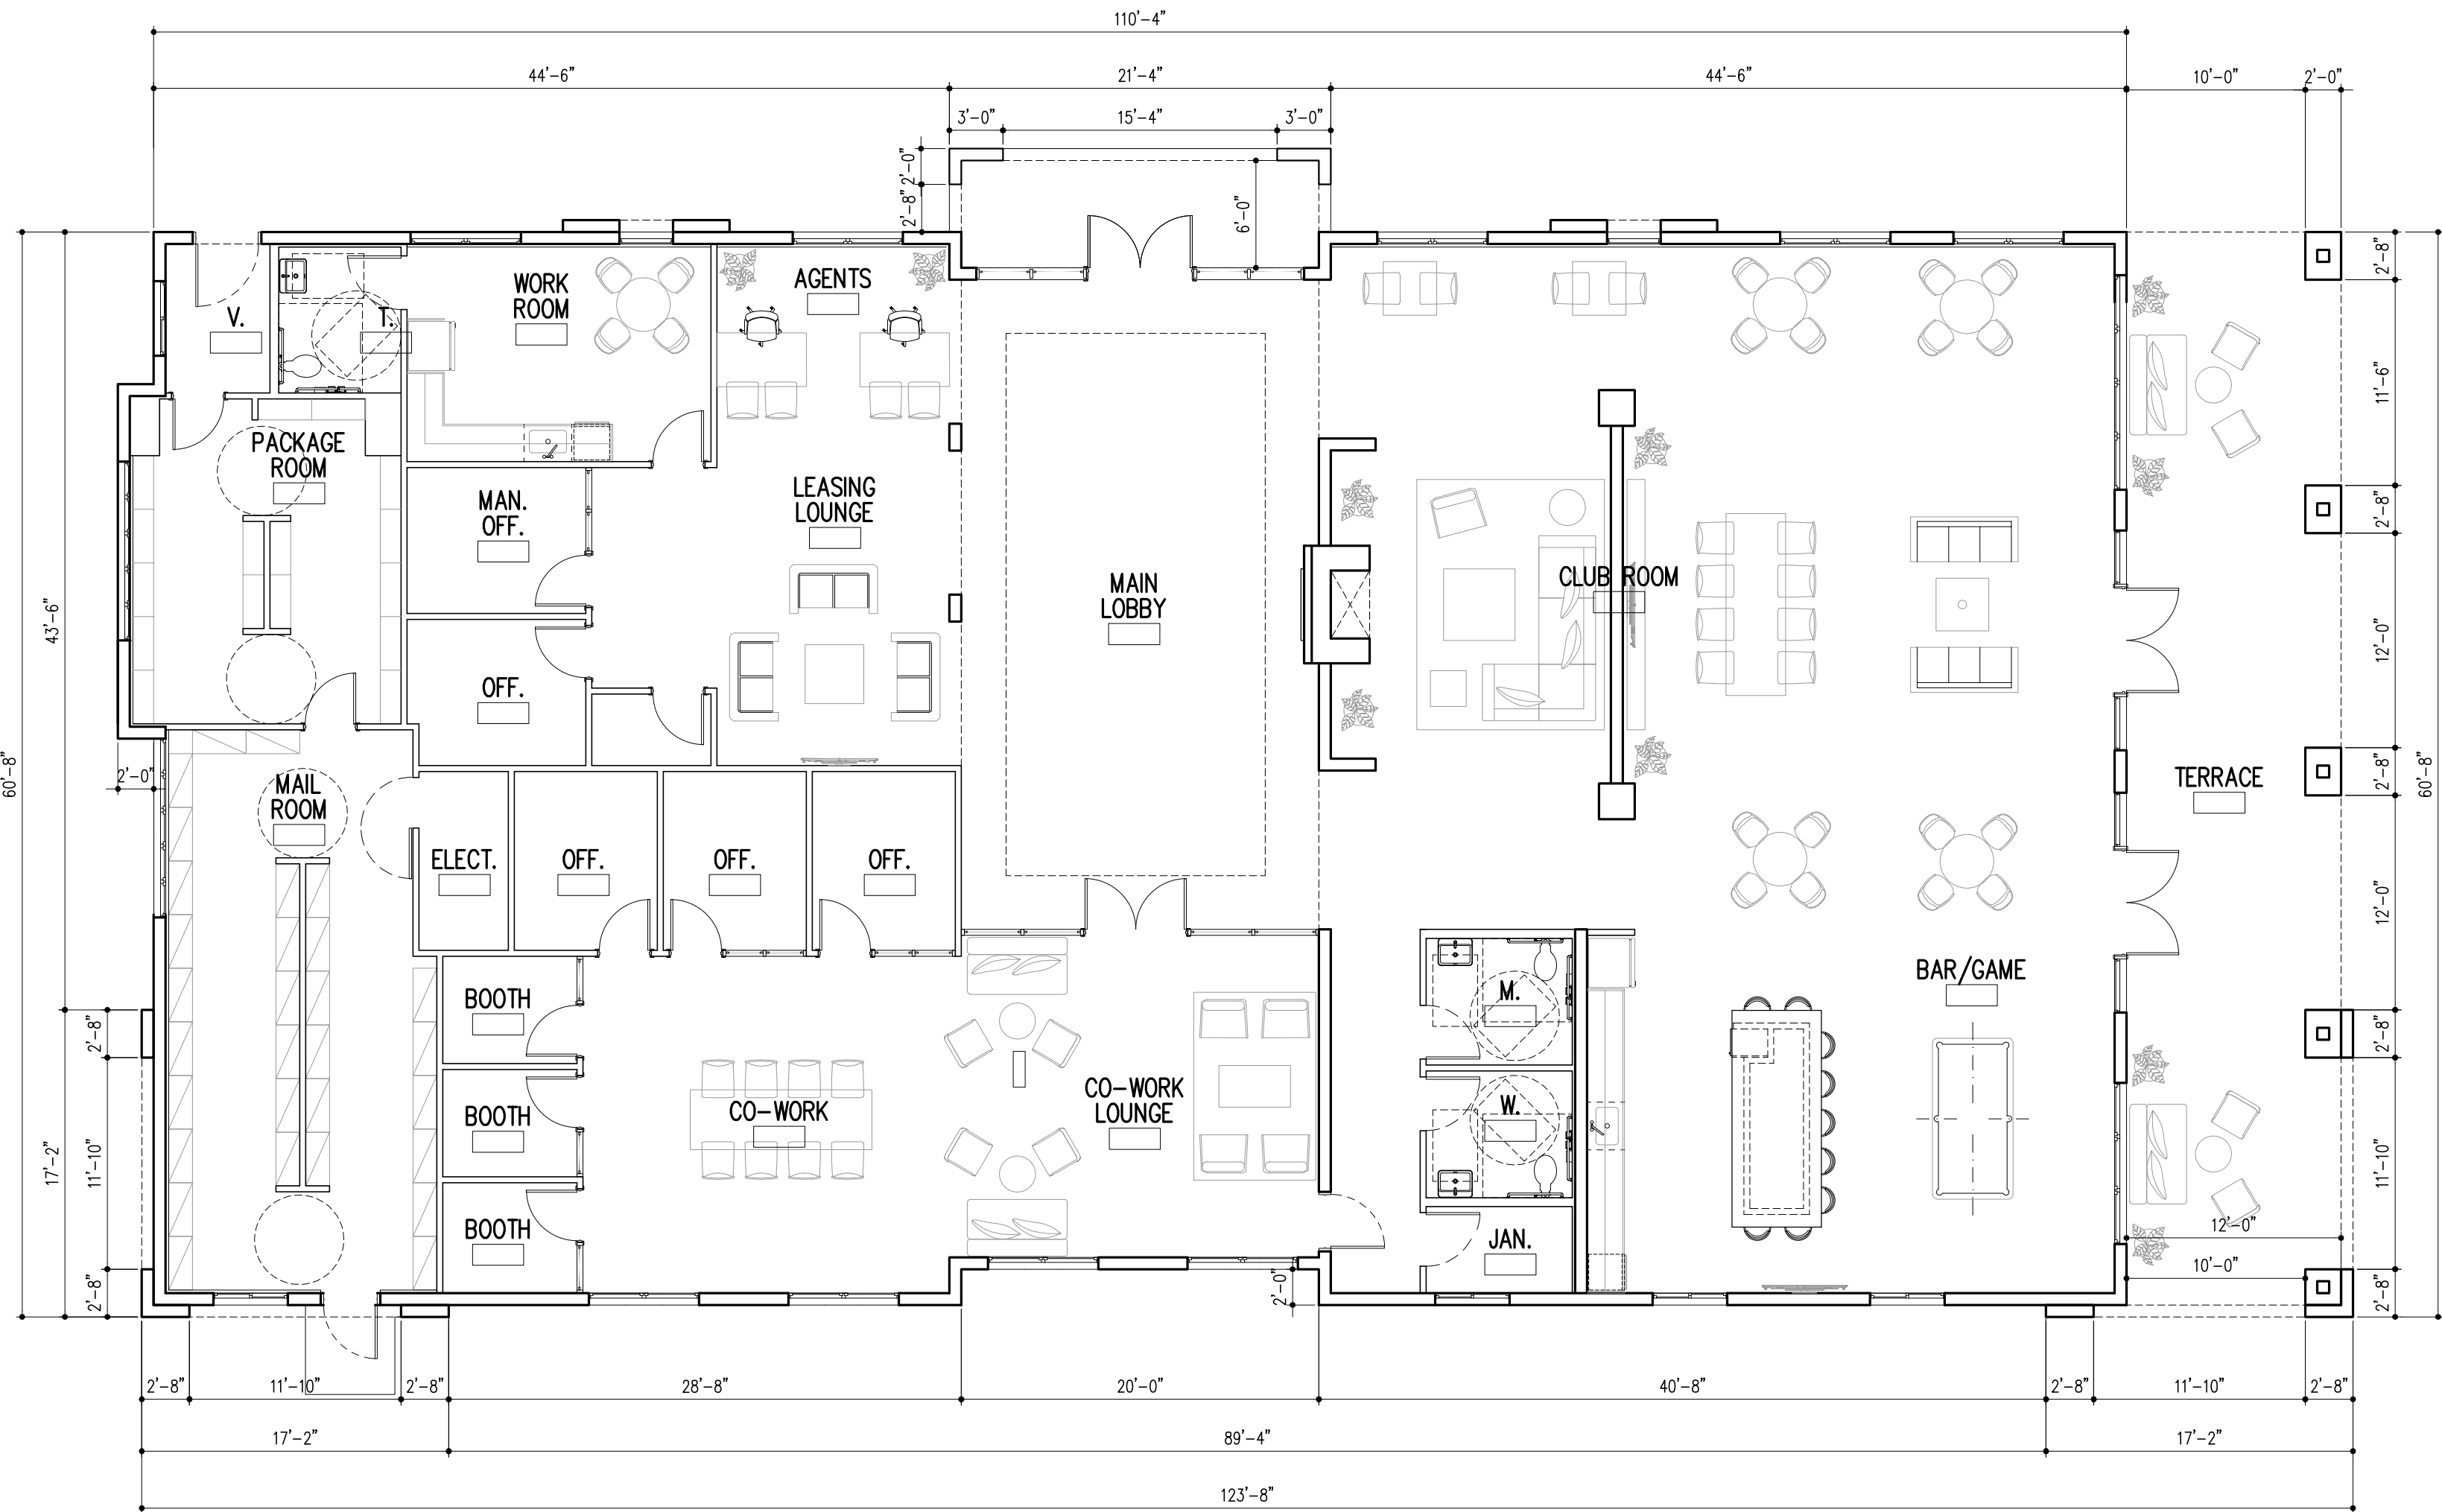 110'-4"
44'-6"
21'-4"
44'-6"
10'-0"
2'-0"
3'-0"
15'-4"
3'-0"
2'-0"
2'-8"
6'-0"
2'-8"
AGENTS
WORK
ROOM
V.
T.
11'-6"
PACKAGE
ROOM
LEASING
LOUNGE
MAN.
OFF.
2'-8"
MAIN
LOBBY
CLUB ROOM
43'-6"
12'-0"
OFF.
60'-8"
2'-0"
MAIL
ROOM
TERRACE
2'-8"
60'-8"
ELECT.
OFF.
OFF.
OFF.
12'-0"
BAR/GAME
BOOTH
M.
2'-8"
2'-8"
CO-WORK
LOUNGE
CO-WORK
BOOTH
W.
17'-2"
11'-10"
11'-10"
BOOTH
JAN.
12'-0"
10'-0"
2'-8"
2'-0"
2'-8"
2'-8"
11'-10"
2'-8"
28'-8"
20'-0"
40'-8"
2'-8"
11'-10"
2'-8"
17'-2"
89'-4"
17'-2"
123'-8"